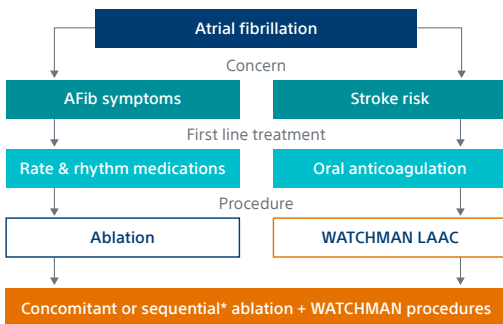 Atrial fibrillation
Concern
AFib symptoms
Stroke risk
First line treatment
Rate & rhythm medications
Oral anticoagulation
Procedure
Ablation
WATCHMAN LAAC
Concomitant or sequential* ablation + WATCHMAN procedures